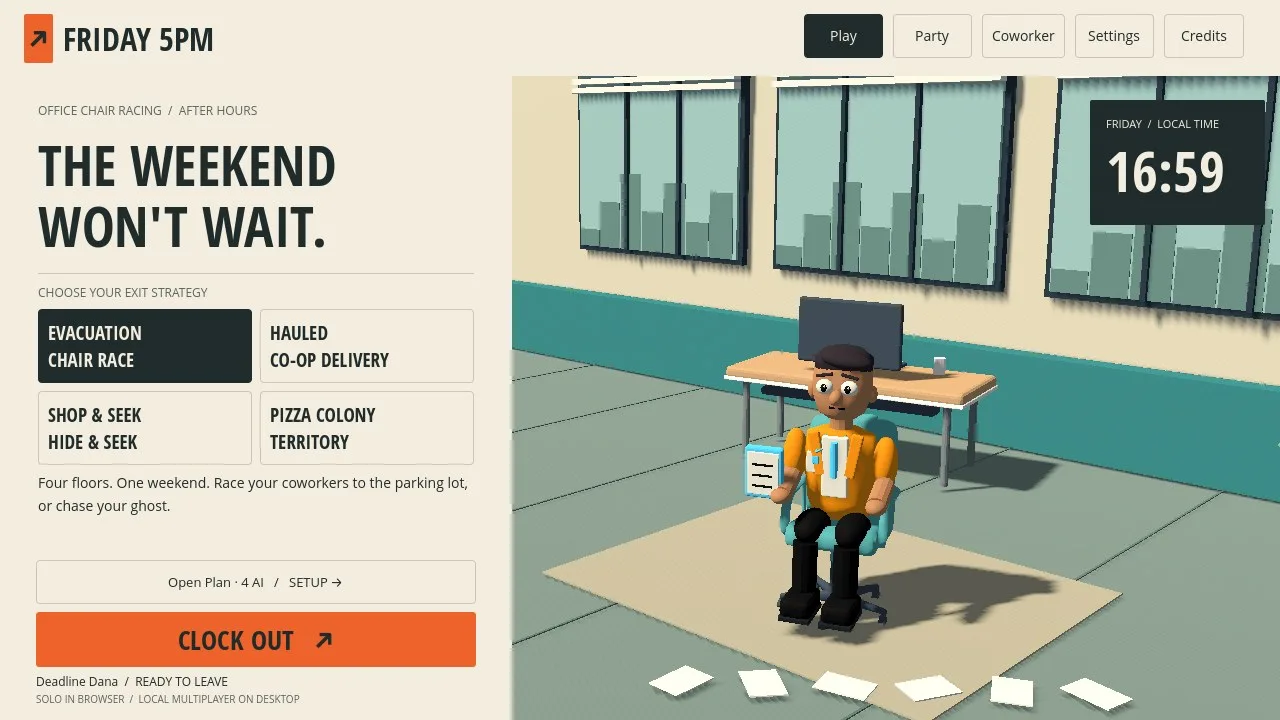 FRIDAY 5PM
Play
Party
Coworker
Settings
Credits
OFFICE CHAIR RACING / AFTER HOURS
THE WEEKEND
WON'T WAIT.
CHOOSE YOUR EXIT STRATEGY
EVACUATION
CHAIR RACE
HAULED
CO-OP DELIVERY
SHOP & SEEK
HIDE & SEEK
PIZZA COLONY
TERRITORY
Four floors. One weekend. Race your coworkers to the parking lot,
or chase your ghost.
Open Plan · 4 AI / SETUP →
CLOCK OUT ↗
Deadline Dana / READY TO LEAVE
SOLO IN BROWSER / LOCAL MULTIPLAYER ON DESKTOP
FRIDAY / LOCAL TIME
16:59